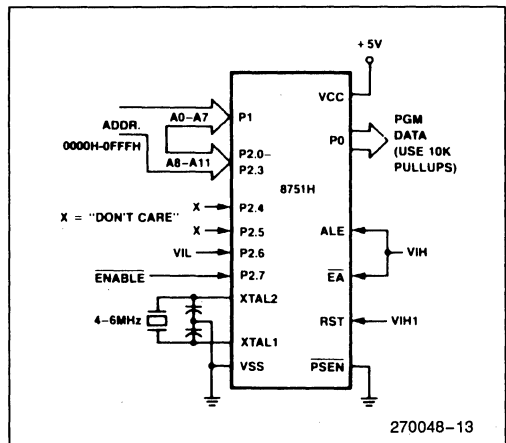 + 5V
VCC
P1
A0–A7
ADDR.
0000H-0FFFH
A8–A11
P2.0–
P2.3
P0
PGM
DATA
(USE 10K
PULLUPS)
8751H
X
P2.4
X = "DON'T CARE"
X
P2.5
VIL
P2.6
ENABLE
P2.7
ALE
VIH
EA
XTAL2
4–6MHz
XTAL1
RST
VIH1
VSS
PSEN
270048–13